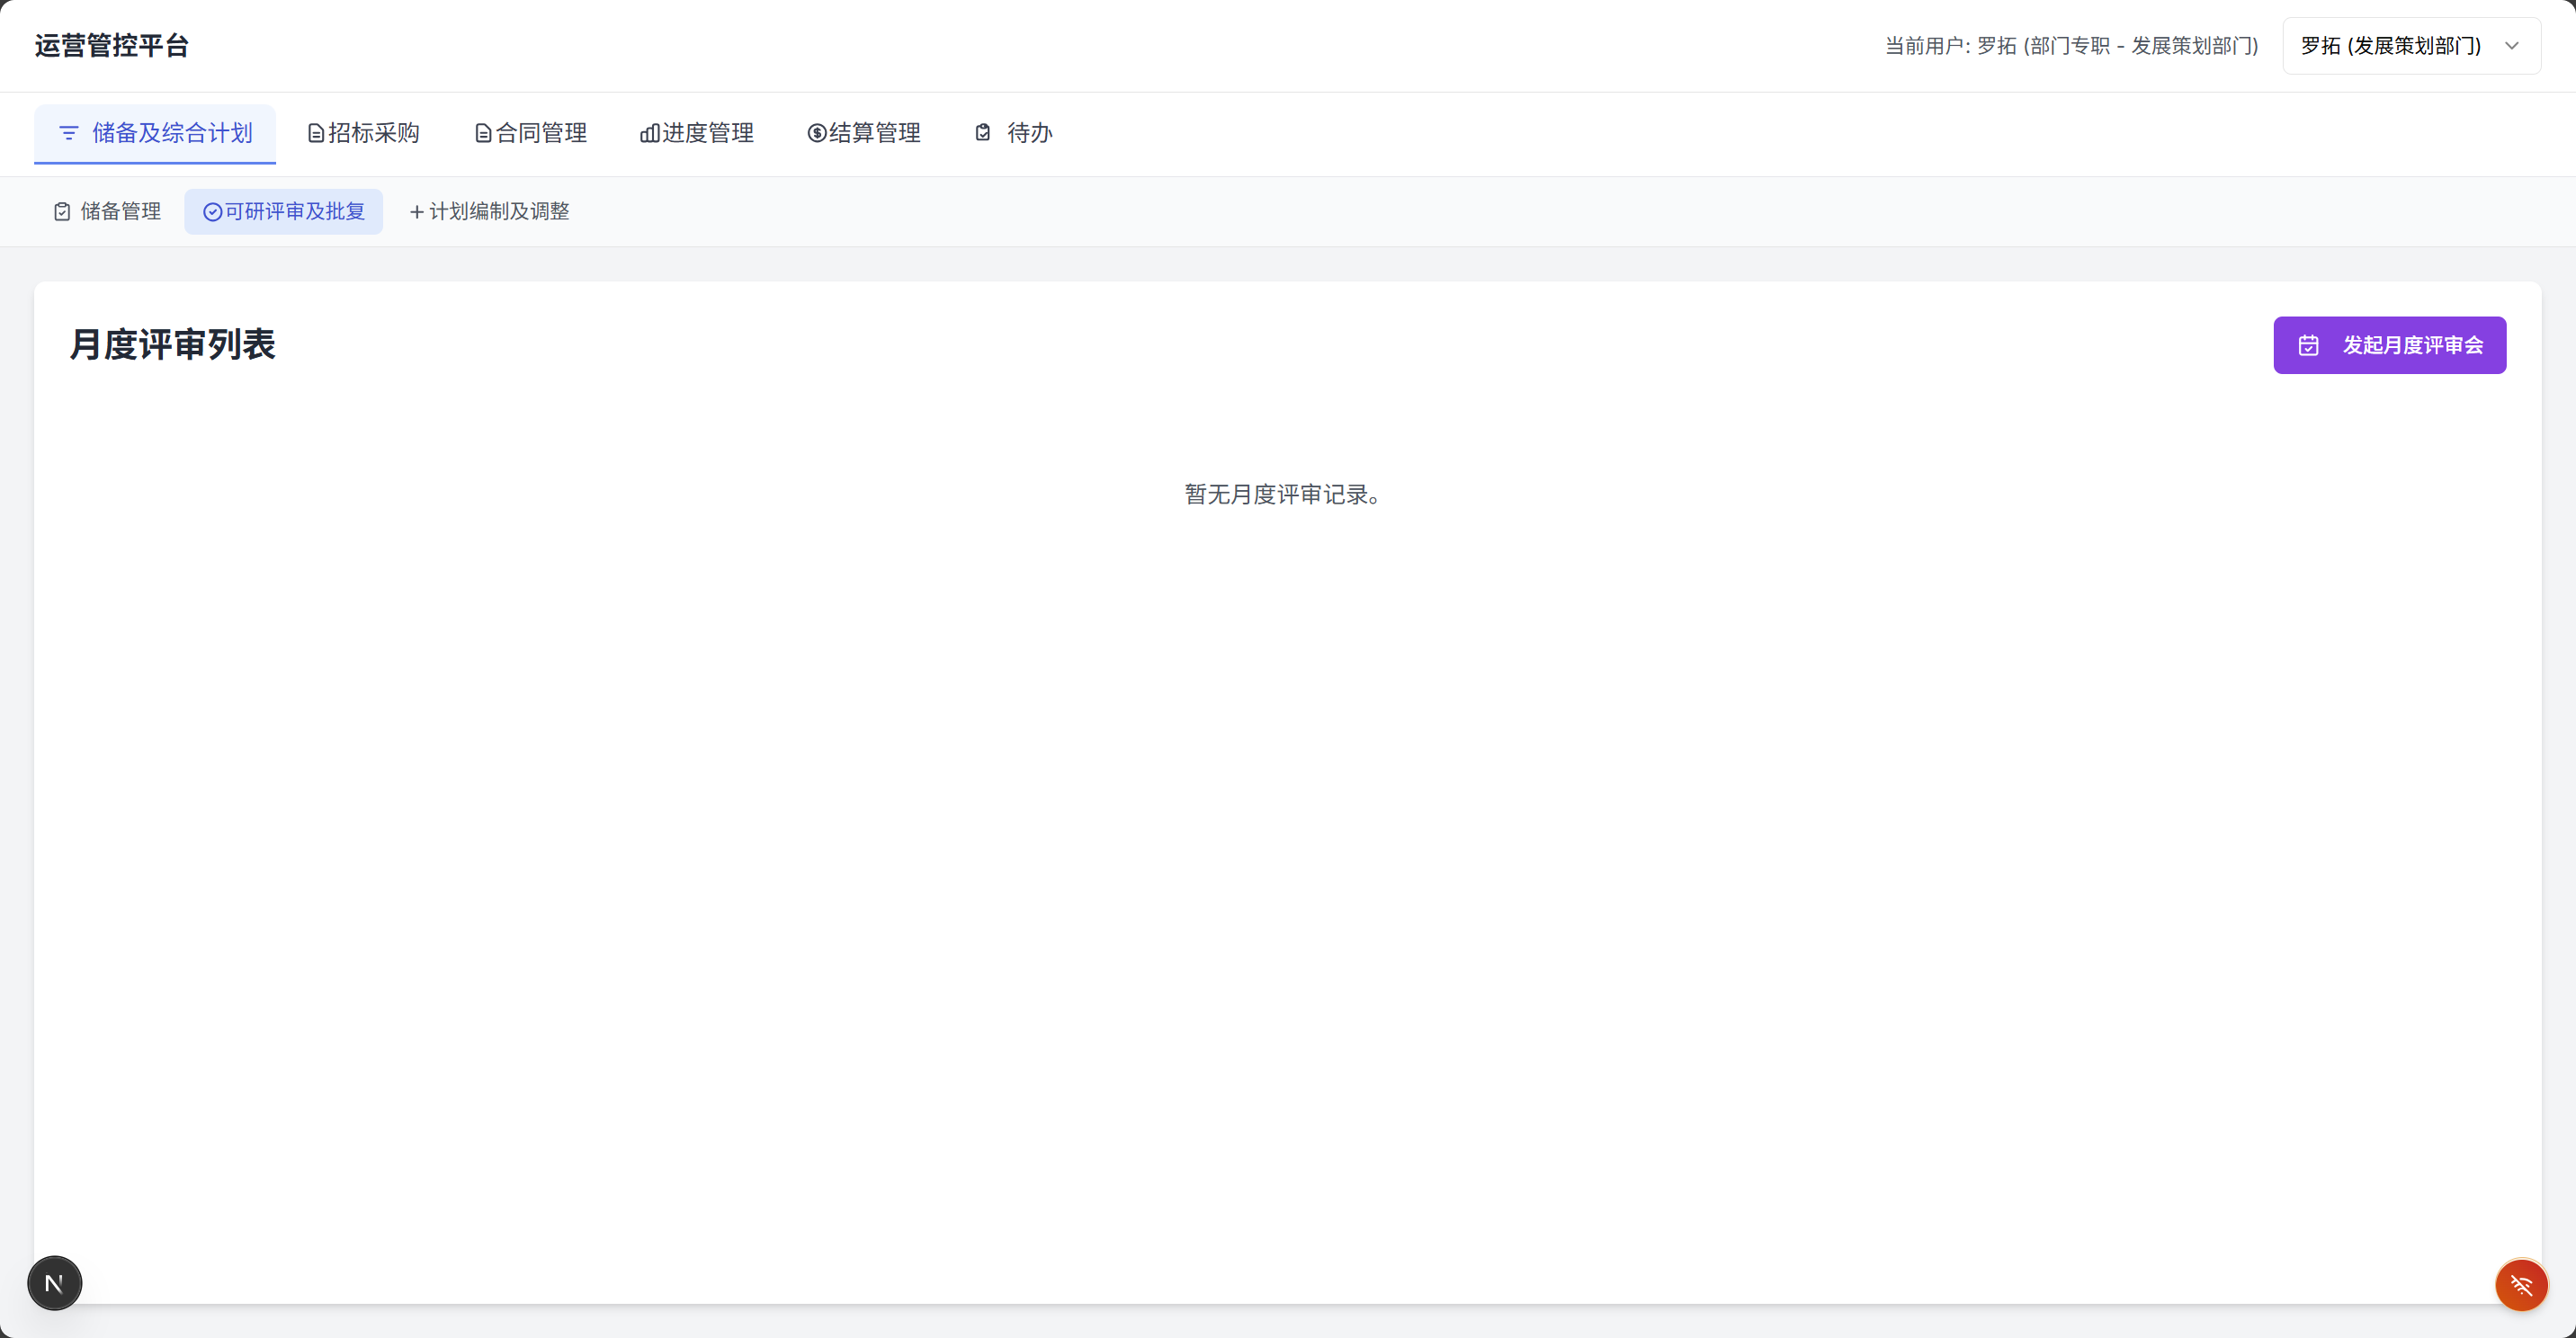 运营管控平台
当前用户: 罗拓 (部门专职 - 发展策划部门)
罗拓 (发展策划部门)
储备及综合计划
招标采购
合同管理
进度管理
结算管理
待办
储备管理
可研评审及批复
计划编制及调整
月度评审列表
发起月度评审会
暂无月度评审记录。
N